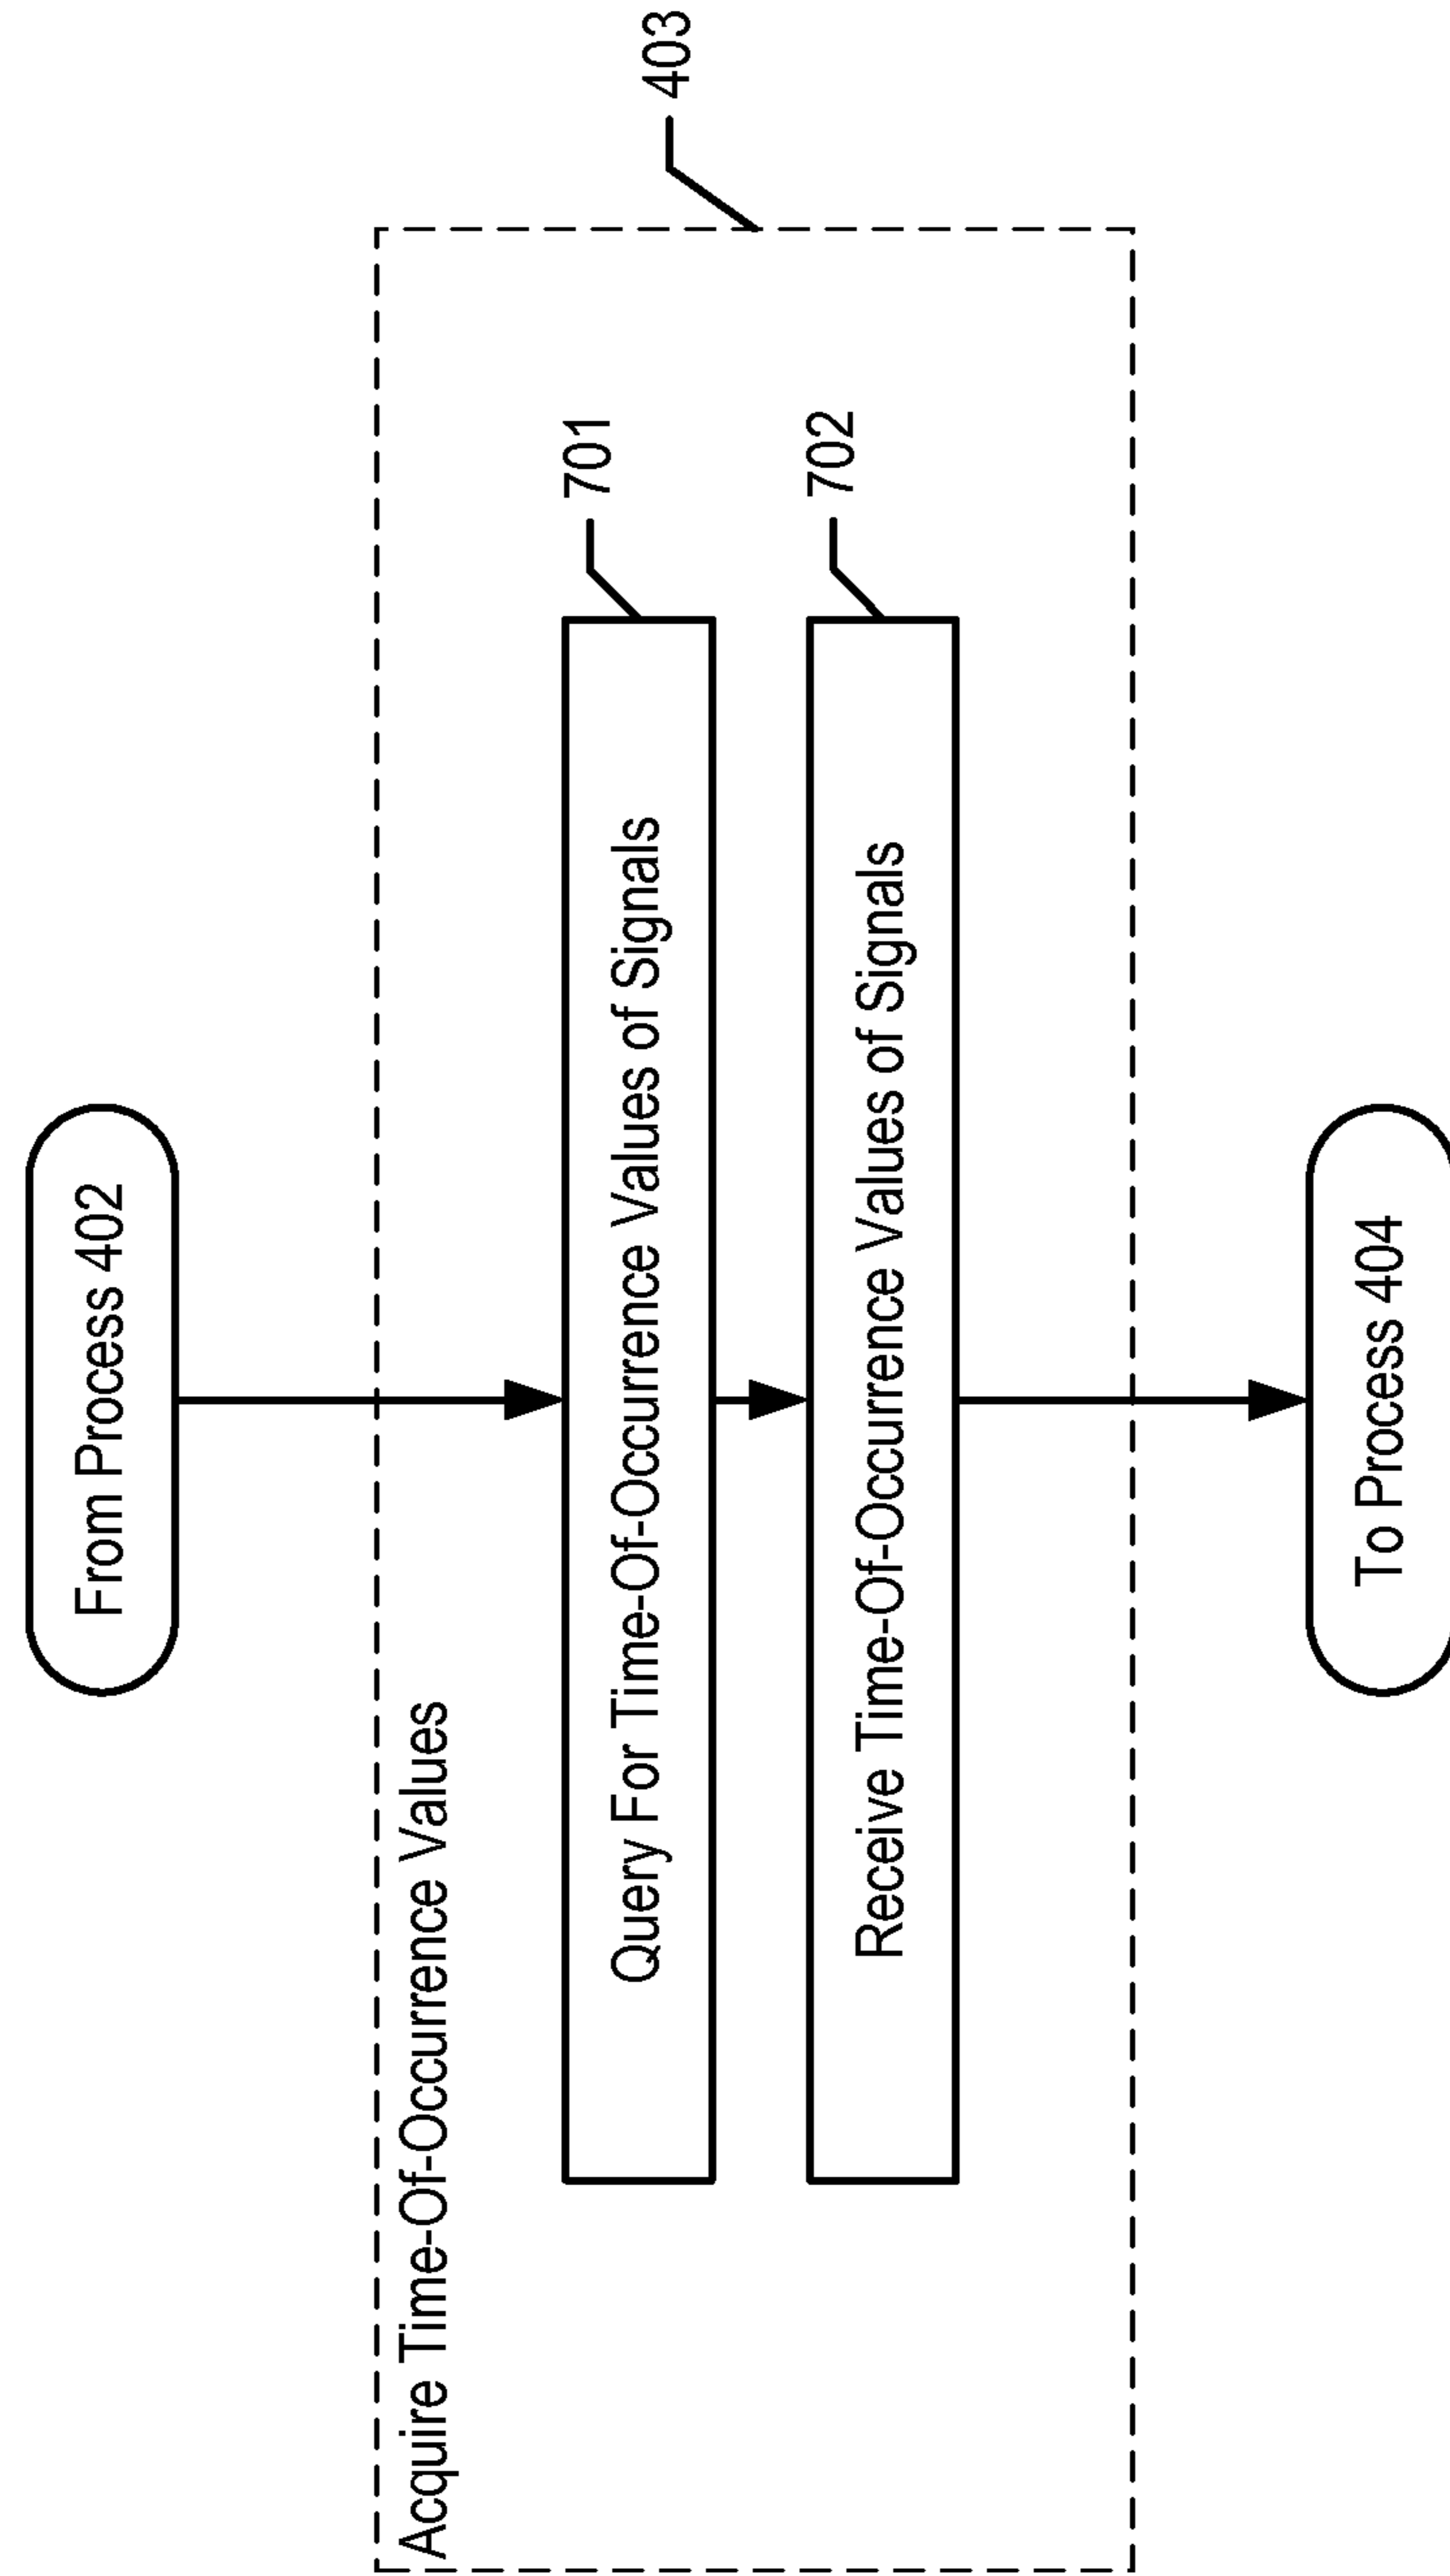 From Process 402
403
Acquire Time-Of-Occurrence Values
701
Query For Time-Of-Occurrence Values of Signals
702
Receive Time-Of-Occurrence Values of Signals
To Process 404